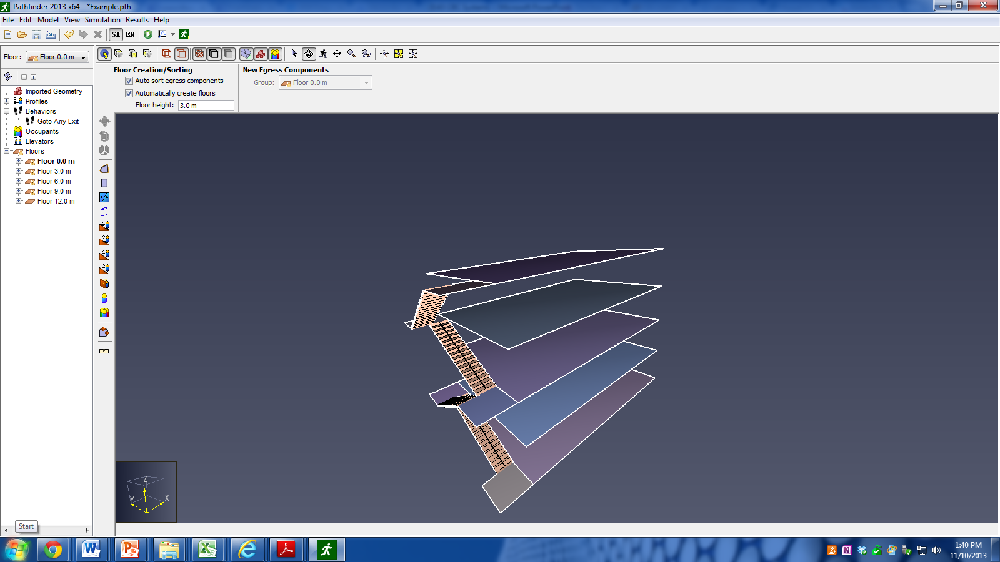 Pathfinder 2013 x64 - *Example.pth
File Edit Model View Simulation Results Help
SI EN
Floor: Floor 0.0 m
Floor Creation/Sorting
Auto sort egress components
Automatically create floors
Floor height: 3.0 m
New Egress Components
Group: Floor 0.0 m
Imported Geometry
Profiles
Behaviors
Goto Any Exit
Occupants
Elevators
Floors
Floor 0.0 m
Floor 3.0 m
Floor 6.0 m
Floor 9.0 m
Floor 12.0 m
Z
Y X
Start
1:40 PM
11/10/2013